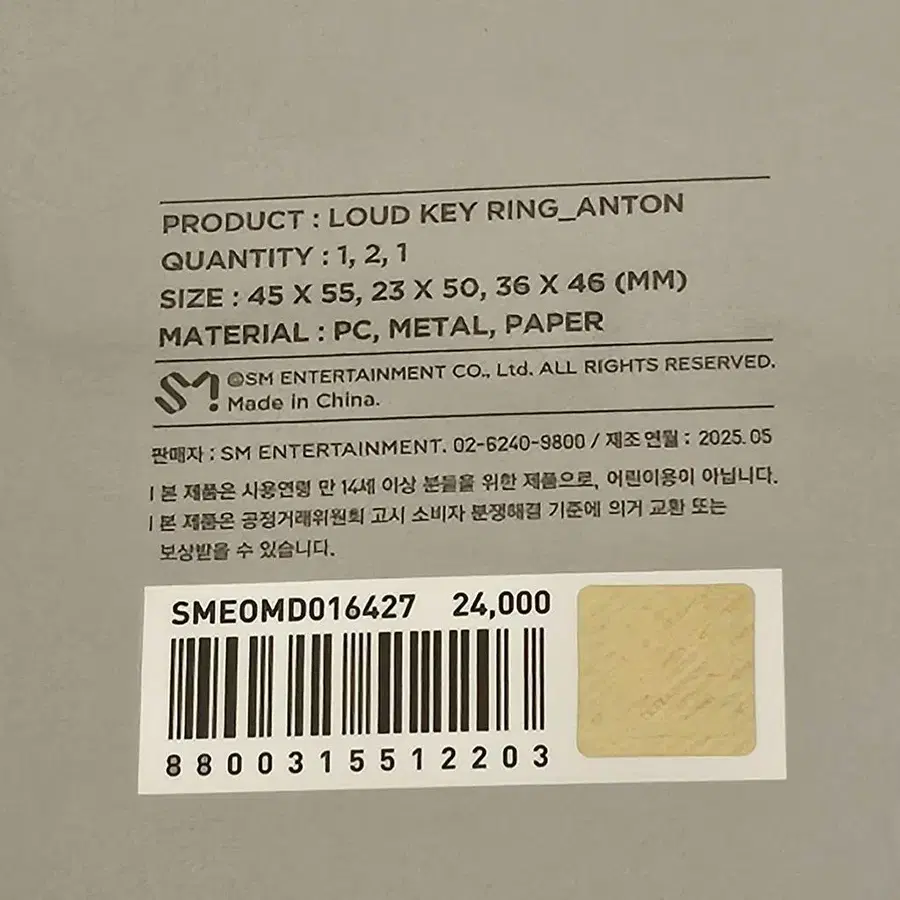 PRODUCT : LOUD KEY RING_ANTON
QUANTITY : 1, 2, 1
SIZE : 45 X 55, 23 X 50, 36 X 46 (MM)
MATERIAL : PC, METAL, PAPER
SM! ©SM ENTERTAINMENT CO., Ltd. ALL RIGHTS RESERVED.
Made in China.
판매자 : SM ENTERTAINMENT. 02-6240-9800 / 제조연월 : 2025. 05
l 본 제품은 사용연령 만 14세 이상 분들을 위한 제품으로, 어린이용이 아닙니다.
l 본 제품은 공정거래위원회 고시 소비자 분쟁해결 기준에 의거 교환 또는
보상받을 수 있습니다.
SMEOMD016427 24,000
8800315512203